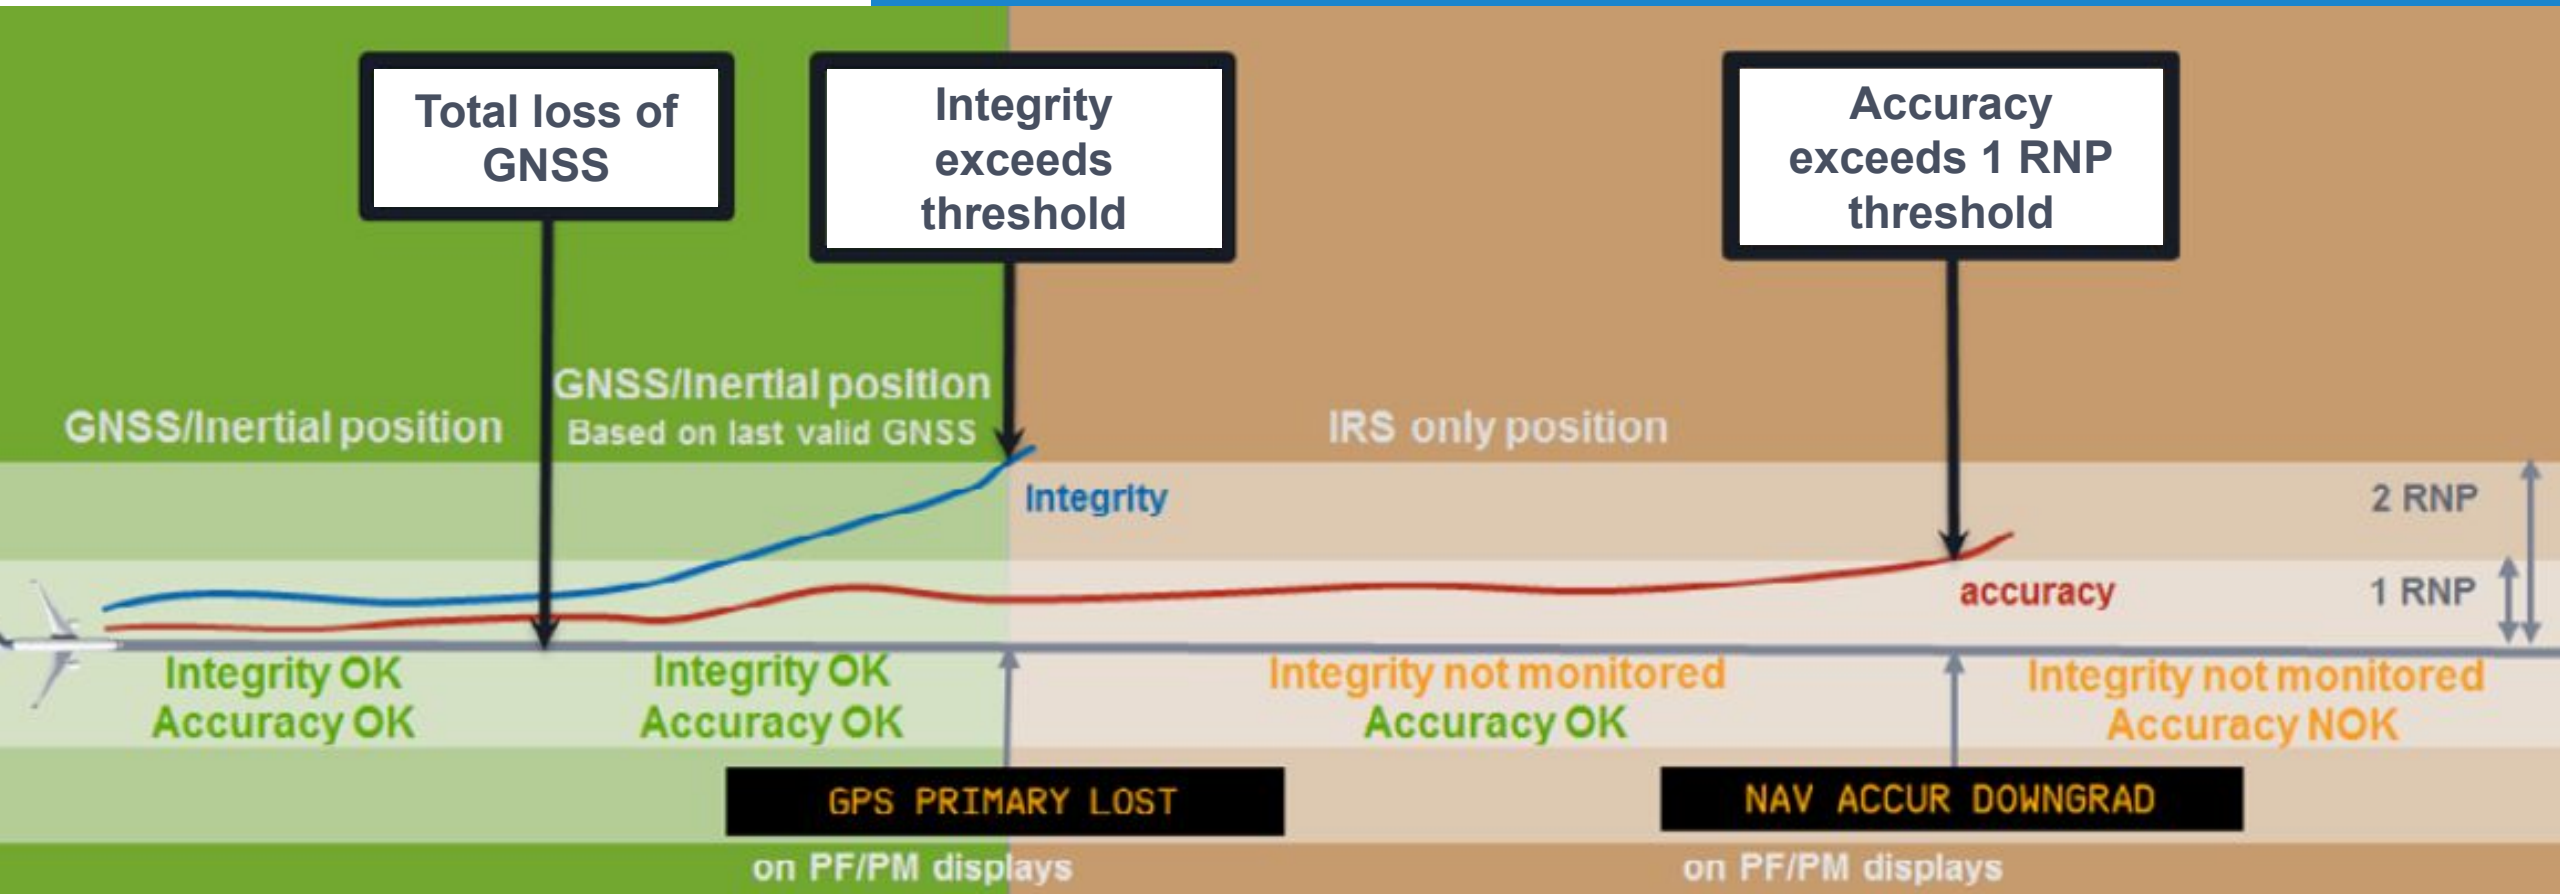 Total loss of
GNSS
Integrity
exceeds
threshold
Accuracy
exceeds 1 RNP
threshold
GNSS/Inertial position
GNSS/Inertial position
Based on last valid GNSS
IRS only position
Integrity
2 RNP
accuracy
1 RNP
Integrity OK
Accuracy OK
Integrity OK
Accuracy OK
Integrity not monitored
Accuracy OK
Integrity not monitored
Accuracy NOK
GPS PRIMARY LOST
on PF/PM displays
NAV ACCUR DOWNGRAD
on PF/PM displays